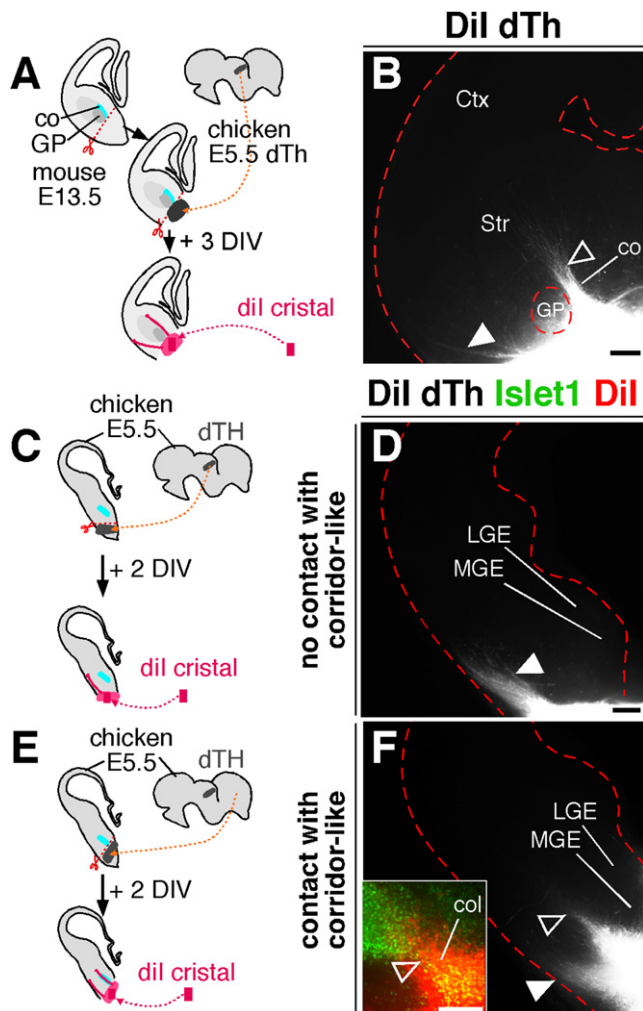 DiI dTh
A
co
GP
mouse
E13.5
chicken
E5.5 dTh
+ 3 DIV
diI cristal
B
Ctx
Str
co
GP
DiI dTh Islet1 DiI
C
chicken
E5.5
dTH
+ 2 DIV
diI cristal
no contact with
corridor-like
D
LGE
MGE
E
chicken
E5.5
dTH
+ 2 DIV
diI cristal
contact with
corridor-like
F
LGE
MGE
col